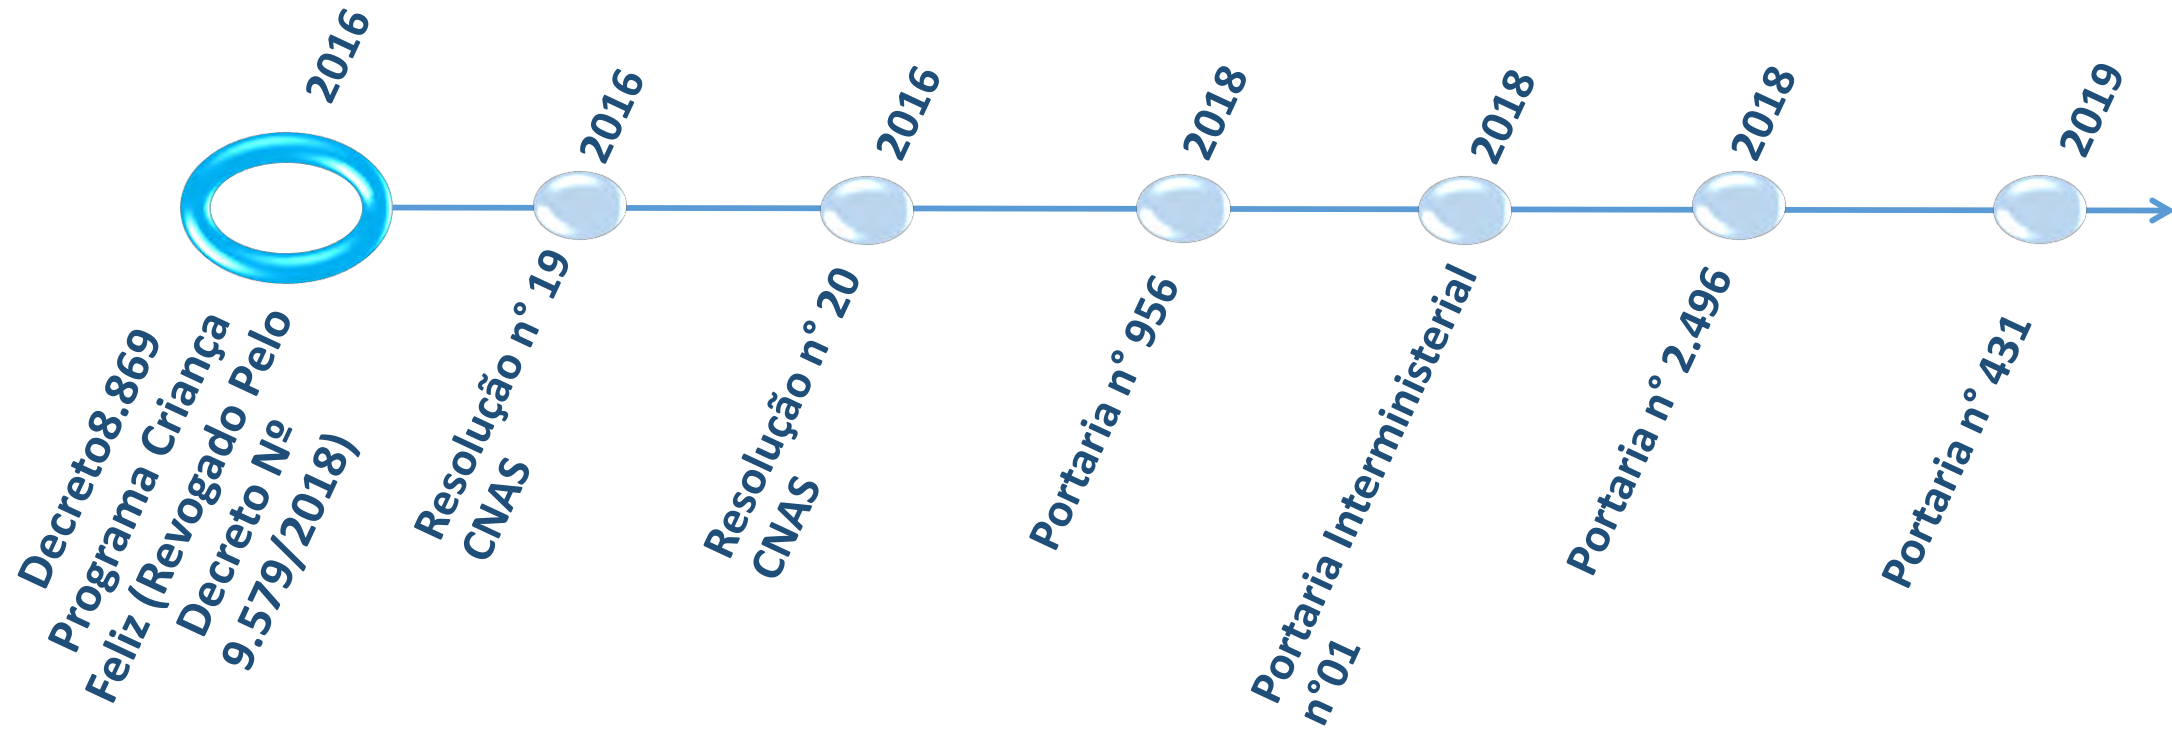 2016
Decreto8.869
Programa Criança
Feliz (Revogado Pelo
Decreto Nº
9.579/2018)
2016
Resolução n° 19
CNAS
2016
Resolução n° 20
CNAS
2018
Portaria n° 956
2018
Portaria Interministerial
n°01
2018
Portaria n° 2.496
2019
Portaria n° 431